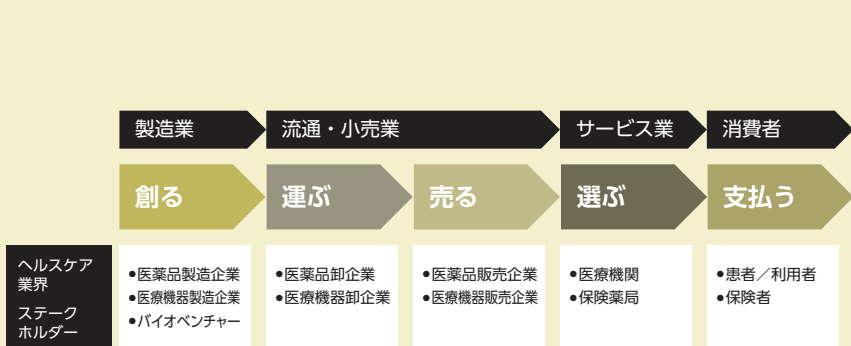 製造業
流通・小売業
サービス業
消費者
創る
運ぶ
売る
選ぶ
支払う
ヘルスケア
業界
ステーク
ホルダー
•医薬品製造企業
•医療機器製造企業
•バイオベンチャー
•医薬品卸企業
•医療機器卸企業
•医薬品販売企業
•医療機器販売企業
•医療機関
•保険薬局
•患者／利用者
•保険者